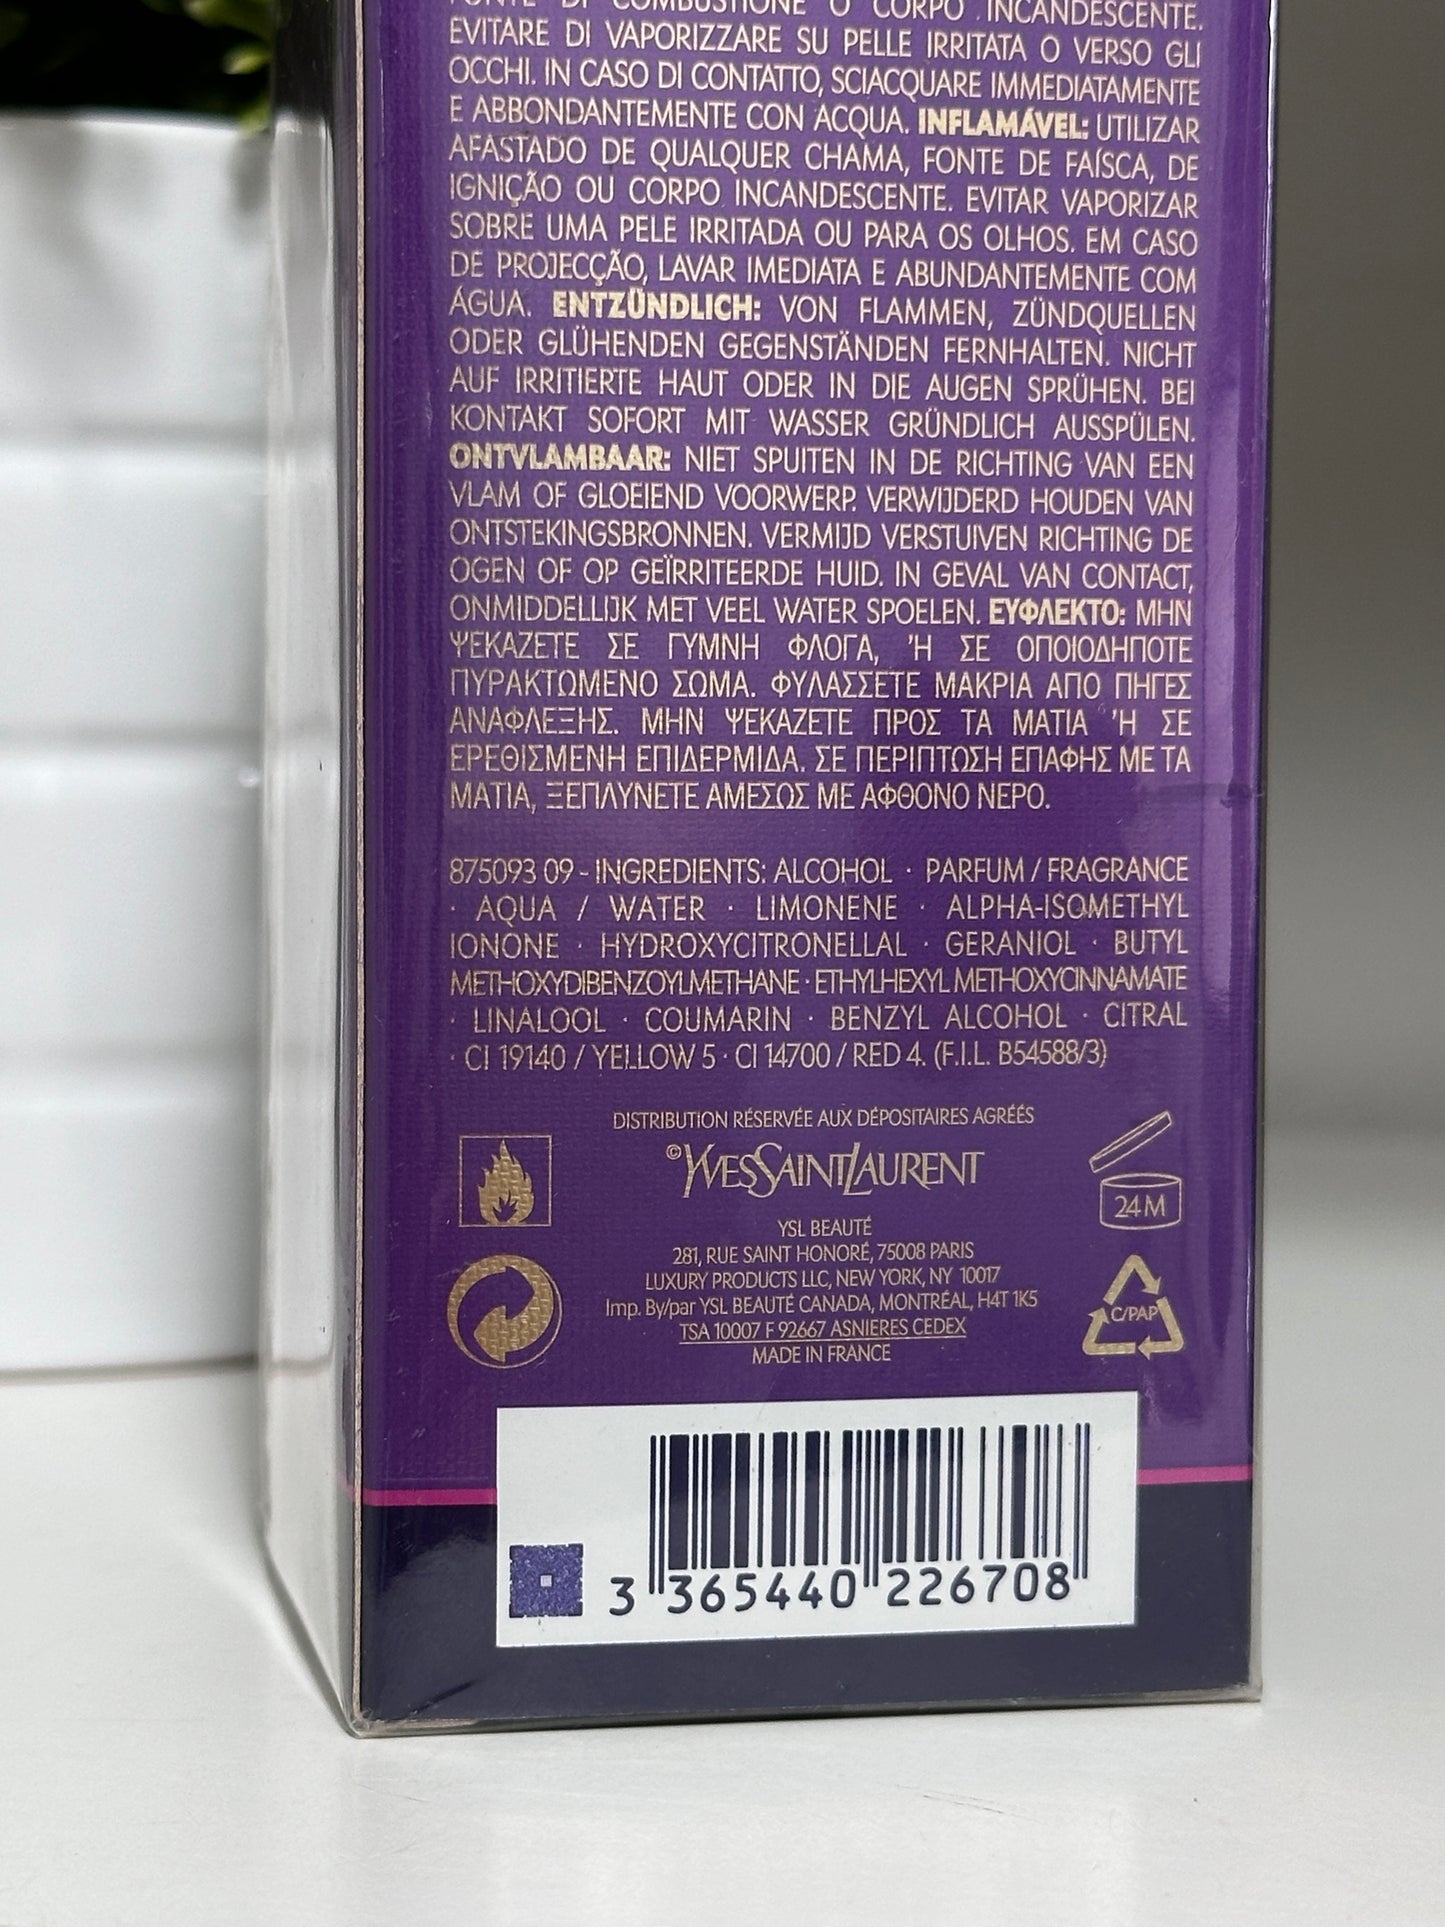 FONTE DI COMBUSTIONE O CORPO INCANDESCENTE.
EVITARE DI VAPORIZZARE SU PELLE IRRITATA O VERSO GLI
OCCHI. IN CASO DI CONTATTO, SCIACQUARE IMMEDIATAMENTE
E ABBONDANTEMENTE CON ACQUA. INFLAMÁVEL: UTILIZAR
AFASTADO DE QUALQUER CHAMA, FONTE DE FAÍSCA, DE
IGNIÇÃO OU CORPO INCANDESCENTE. EVITAR VAPORIZAR
SOBRE UMA PELE IRRITADA OU PARA OS OLHOS. EM CASO
DE PROJECÇÃO, LAVAR IMEDIATA E ABUNDANTEMENTE COM
ÁGUA. ENTZÜNDLICH: VON FLAMMEN, ZÜNDQUELLEN
ODER GLÜHENDEN GEGENSTÄNDEN FERNHALTEN. NICHT
AUF IRRITIERTE HAUT ODER IN DIE AUGEN SPRÜHEN. BEI
KONTAKT SOFORT MIT WASSER GRÜNDLICH AUSSPÜLEN.
ONTVLAMBAAR: NIET SPUITEN IN DE RICHTING VAN EEN
VLAM OF GLOEIEND VOORWERP. VERWIJDERD HOUDEN VAN
ONTSTEKINGSBRONNEN. VERMIJD VERSTUIVEN RICHTING DE
OGEN OF OP GEÏRRITEERDE HUID. IN GEVAL VAN CONTACT,
ONMIDDELLIJK MET VEEL WATER SPOELEN. ΕΥΦΛΕΚΤΟ: ΜΗΝ
ΨΕΚΑΖΕΤΕ ΣΕ ΓΥΜΝΗ ΦΛΟΓΑ, Ή ΣΕ ΟΠΟΙΟΔΗΠΟΤΕ
ΠΥΡΑΚΤΩΜΕΝΟ ΣΩΜΑ. ΦΥΛΑΣΣΕΤΕ ΜΑΚΡΙΑ ΑΠΟ ΠΗΓΕΣ
ΑΝΑΦΛΕΞΗΣ. ΜΗΝ ΨΕΚΑΖΕΤΕ ΠΡΟΣ ΤΑ ΜΑΤΙΑ Ή ΣΕ
ΕΡΕΘΙΣΜΕΝΗ ΕΠΙΔΕΡΜΙΔΑ. ΣΕ ΠΕΡΙΠΤΩΣΗ ΕΠΑΦΗΣ ΜΕ ΤΑ
ΜΑΤΙΑ, ΞΕΠΛΥΝΕΤΕ ΑΜΕΣΩΣ ΜΕ ΑΦΘΟΝΟ ΝΕΡΟ.
875093 09 - INGREDIENTS: ALCOHOL · PARFUM / FRAGRANCE
· AQUA / WATER · LIMONENE · ALPHA-ISOMETHYL
IONONE · HYDROXYCITRONELLAL · GERANIOL · BUTYL
METHOXYDIBENZOYLMETHANE · ETHYLHEXYL METHOXYCINNAMATE
· LINALOOL · COUMARIN · BENZYL ALCOHOL · CITRAL
· CI 19140 / YELLOW 5 · CI 14700 / RED 4. (F.I.L. B54588/3)
DISTRIBUTION RÉSERVÉE AUX DÉPOSITAIRES AGRÉÉS
©YVESSAINTLAURENT
24M
YSL BEAUTÉ
281, RUE SAINT HONORÉ, 75008 PARIS
LUXURY PRODUCTS LLC, NEW YORK, NY 10017
Imp. By/par YSL BEAUTÉ CANADA, MONTRÉAL, H4T 1K5
C/PAP
TSA 10007 F 92667 ASNIERES CEDEX
MADE IN FRANCE
3 365440 226708